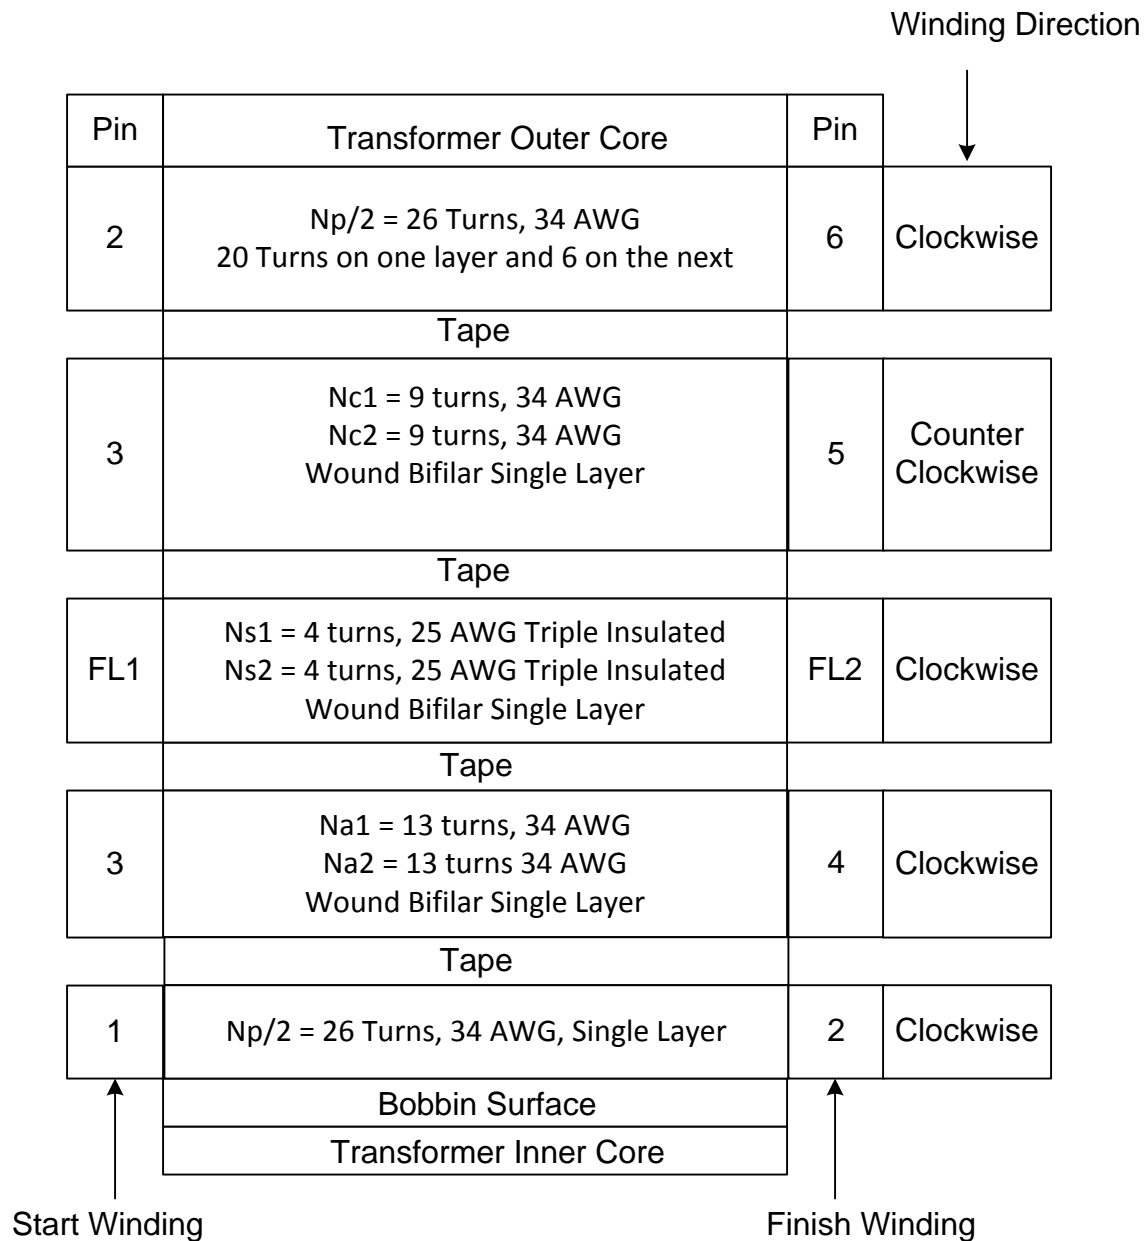 Winding Direction
Pin
Transformer Outer Core
Pin
2
Np/2 = 26 Turns, 34 AWG
20 Turns on one layer and 6 on the next
6
Clockwise
Tape
3
Nc1 = 9 turns, 34 AWG
Nc2 = 9 turns, 34 AWG
Wound Bifilar Single Layer
5
Counter
Clockwise
Tape
FL1
Ns1 = 4 turns, 25 AWG Triple Insulated
Ns2 = 4 turns, 25 AWG Triple Insulated
Wound Bifilar Single Layer
FL2
Clockwise
Tape
3
Na1 = 13 turns, 34 AWG
Na2 = 13 turns 34 AWG
Wound Bifilar Single Layer
4
Clockwise
Tape
1
Np/2 = 26 Turns, 34 AWG, Single Layer
2
Clockwise
Bobbin Surface
Transformer Inner Core
Start Winding
Finish Winding